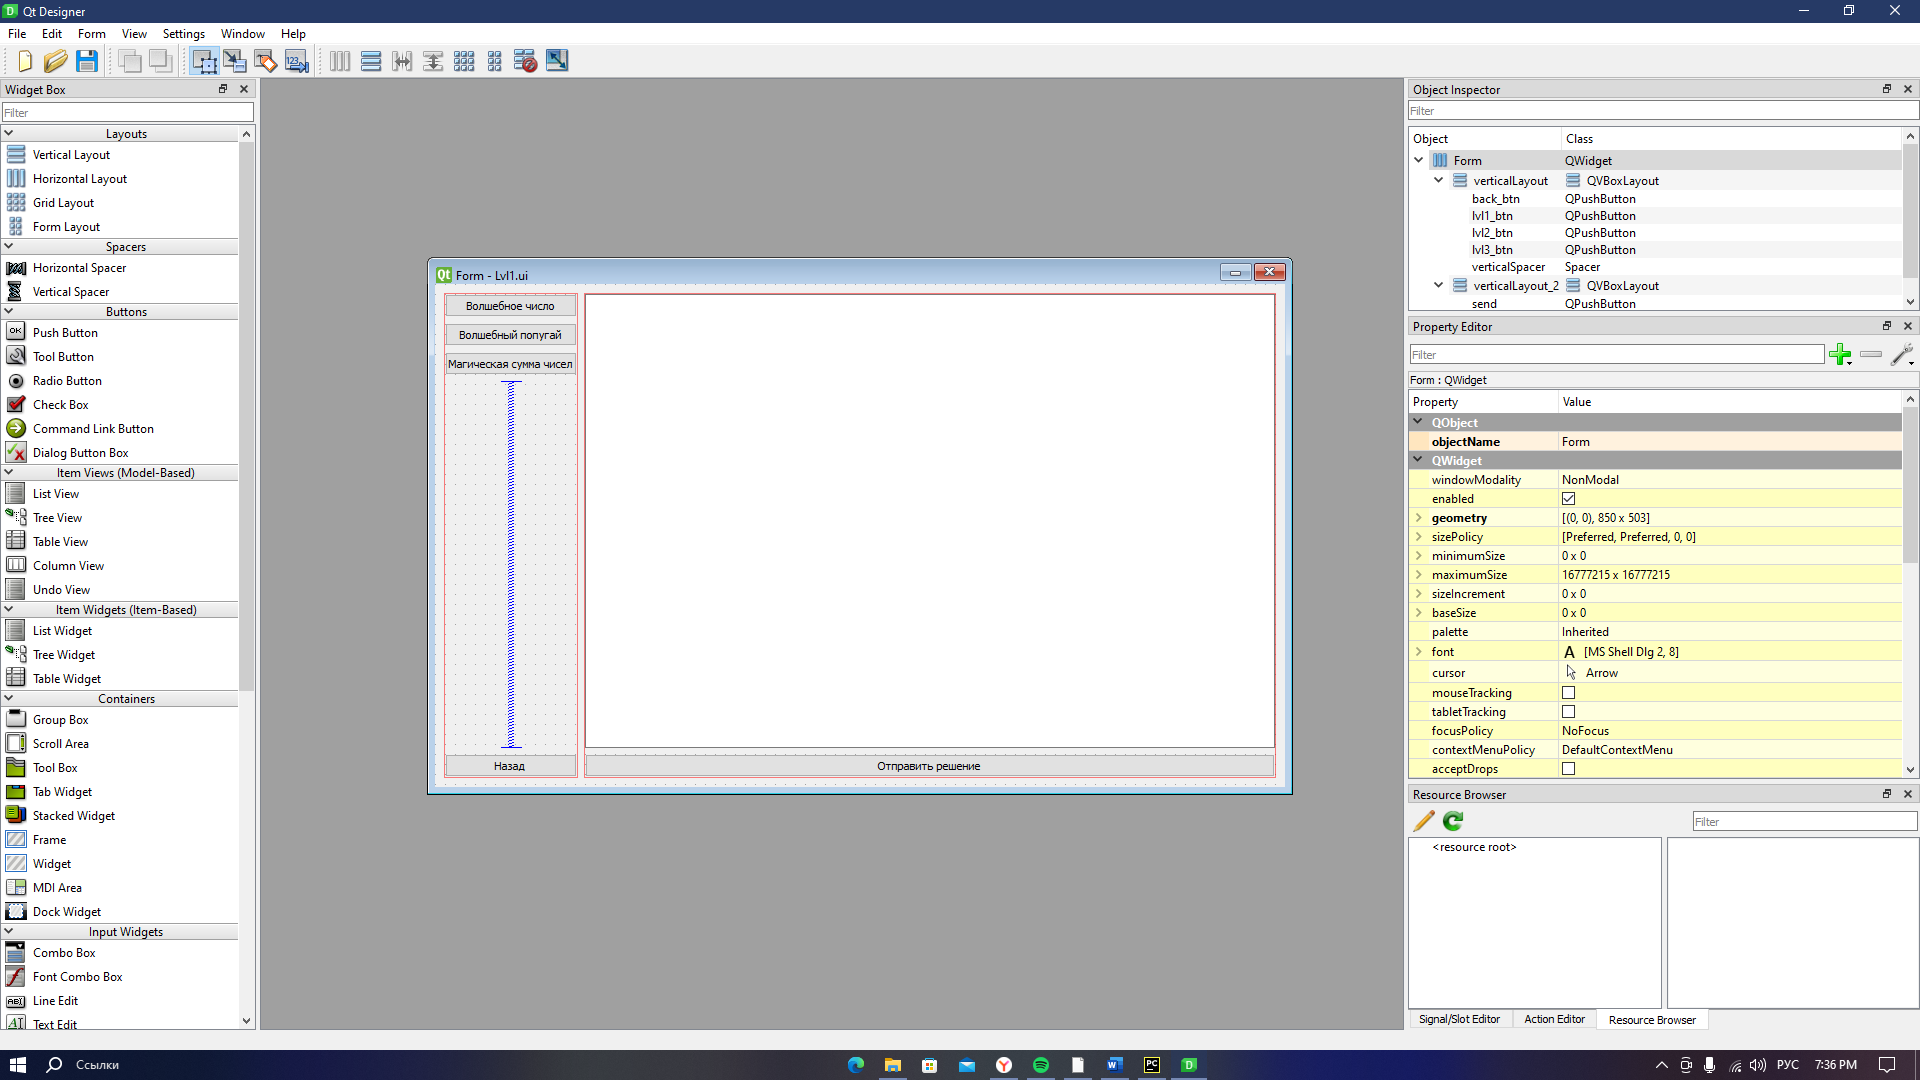 Qt Designer
File Edit Form View Settings Window Help
Widget Box
Filter
Layouts
Vertical Layout
Horizontal Layout
Grid Layout
Form Layout
Spacers
Horizontal Spacer
Vertical Spacer
Buttons
Push Button
Tool Button
Radio Button
Check Box
Command Link Button
Dialog Button Box
Item Views (Model-Based)
List View
Tree View
Table View
Column View
Undo View
Item Widgets (Item-Based)
List Widget
Tree Widget
Table Widget
Containers
Group Box
Scroll Area
Tool Box
Tab Widget
Stacked Widget
Frame
Widget
MDI Area
Dock Widget
Input Widgets
Combo Box
Font Combo Box
Line Edit
Text Edit
Form - Lvl1.ui
Волшебное число
Волшебный попугай
Магическая сумма чисел
Назад
Отправить решение
Object Inspector
Filter
Object Class
Form QWidget
verticalLayout QVBoxLayout
back_btn QPushButton
lvl1_btn QPushButton
lvl2_btn QPushButton
lvl3_btn QPushButton
verticalSpacer Spacer
verticalLayout_2 QVBoxLayout
send QPushButton
Property Editor
Filter
Form : QWidget
Property Value
QObject
objectName Form
QWidget
windowModality NonModal
enabled
geometry [(0, 0), 850 x 503]
sizePolicy [Preferred, Preferred, 0, 0]
minimumSize 0 x 0
maximumSize 16777215 x 16777215
sizeIncrement 0 x 0
baseSize 0 x 0
palette Inherited
font A [MS Shell Dlg 2, 8]
cursor Arrow
mouseTracking
tabletTracking
focusPolicy NoFocus
contextMenuPolicy DefaultContextMenu
acceptDrops
Resource Browser
Filter
<resource root>
Signal/Slot Editor Action Editor Resource Browser
Ссылки
РУС 7:36 PM